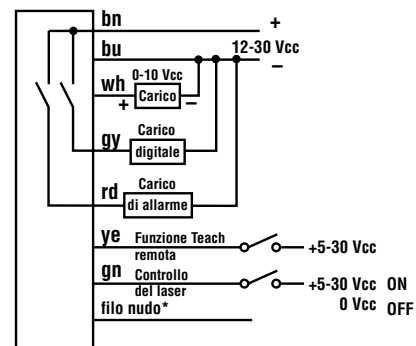 bn +
bu 12-30 Vcc
–
wh 0-10 Vcc
+ Carico –
gy Carico
digitale
rd Carico
di allarme
ye Funzione Teach +5-30 Vcc
remota
gn Controllo +5-30 Vcc ON
del laser 0 Vcc OFF
filo nudo*